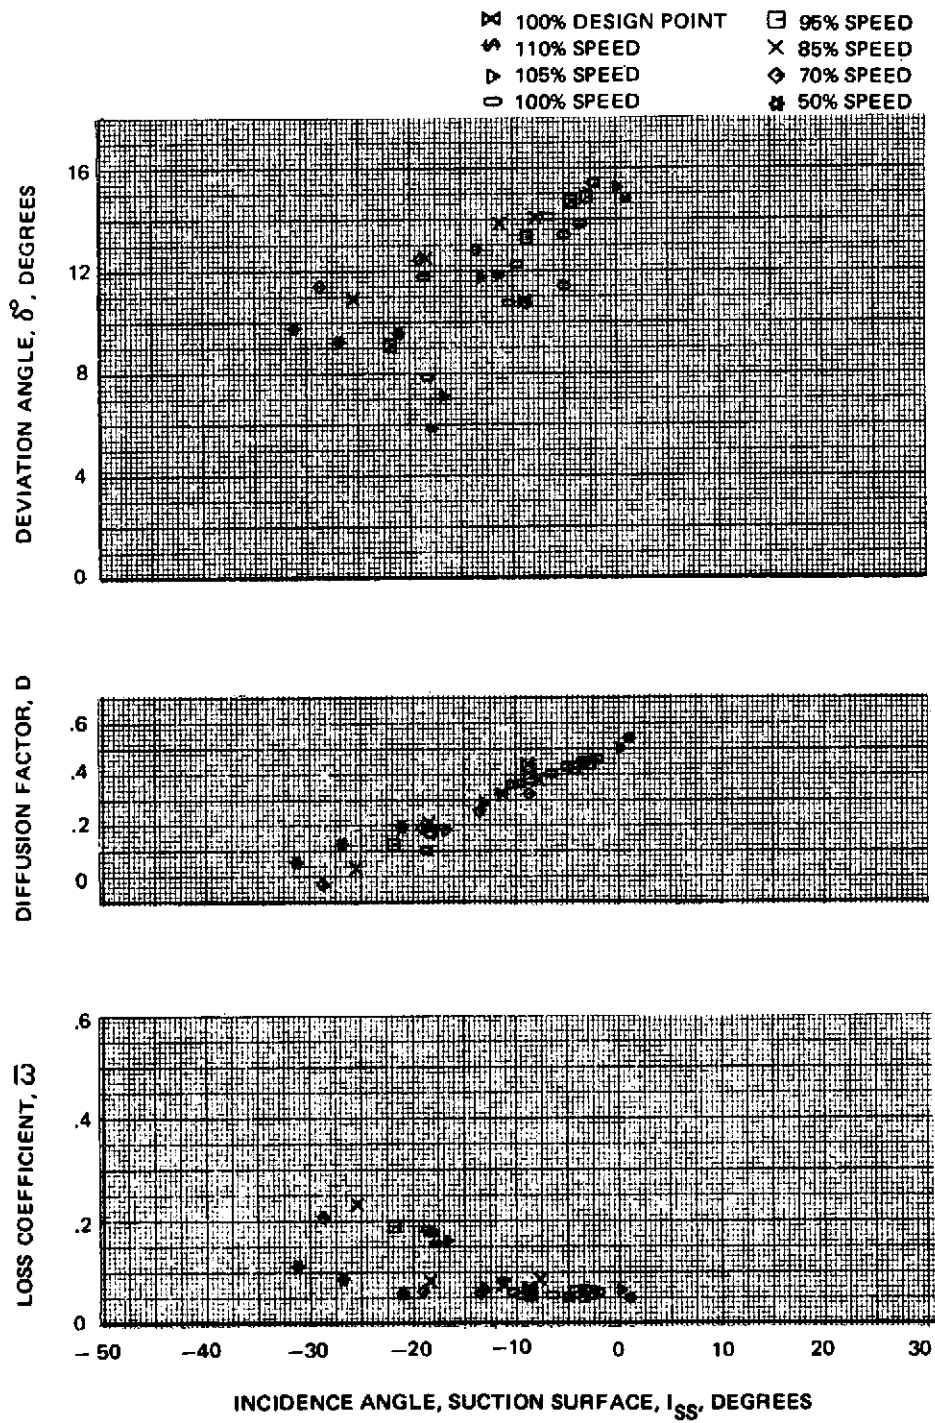 100% DESIGN POINT
110% SPEED
105% SPEED
100% SPEED
95% SPEED
85% SPEED
70% SPEED
50% SPEED
DEVIATION ANGLE, δ°, DEGREES
16
12
8
4
0
DIFFUSION FACTOR, D
.6
.4
.2
0
LOSS COEFFICIENT, ω̅
.6
.4
.2
0
−50 −40 −30 −20 −10 0 10 20 30
INCIDENCE ANGLE, SUCTION SURFACE, I_SS, DEGREES